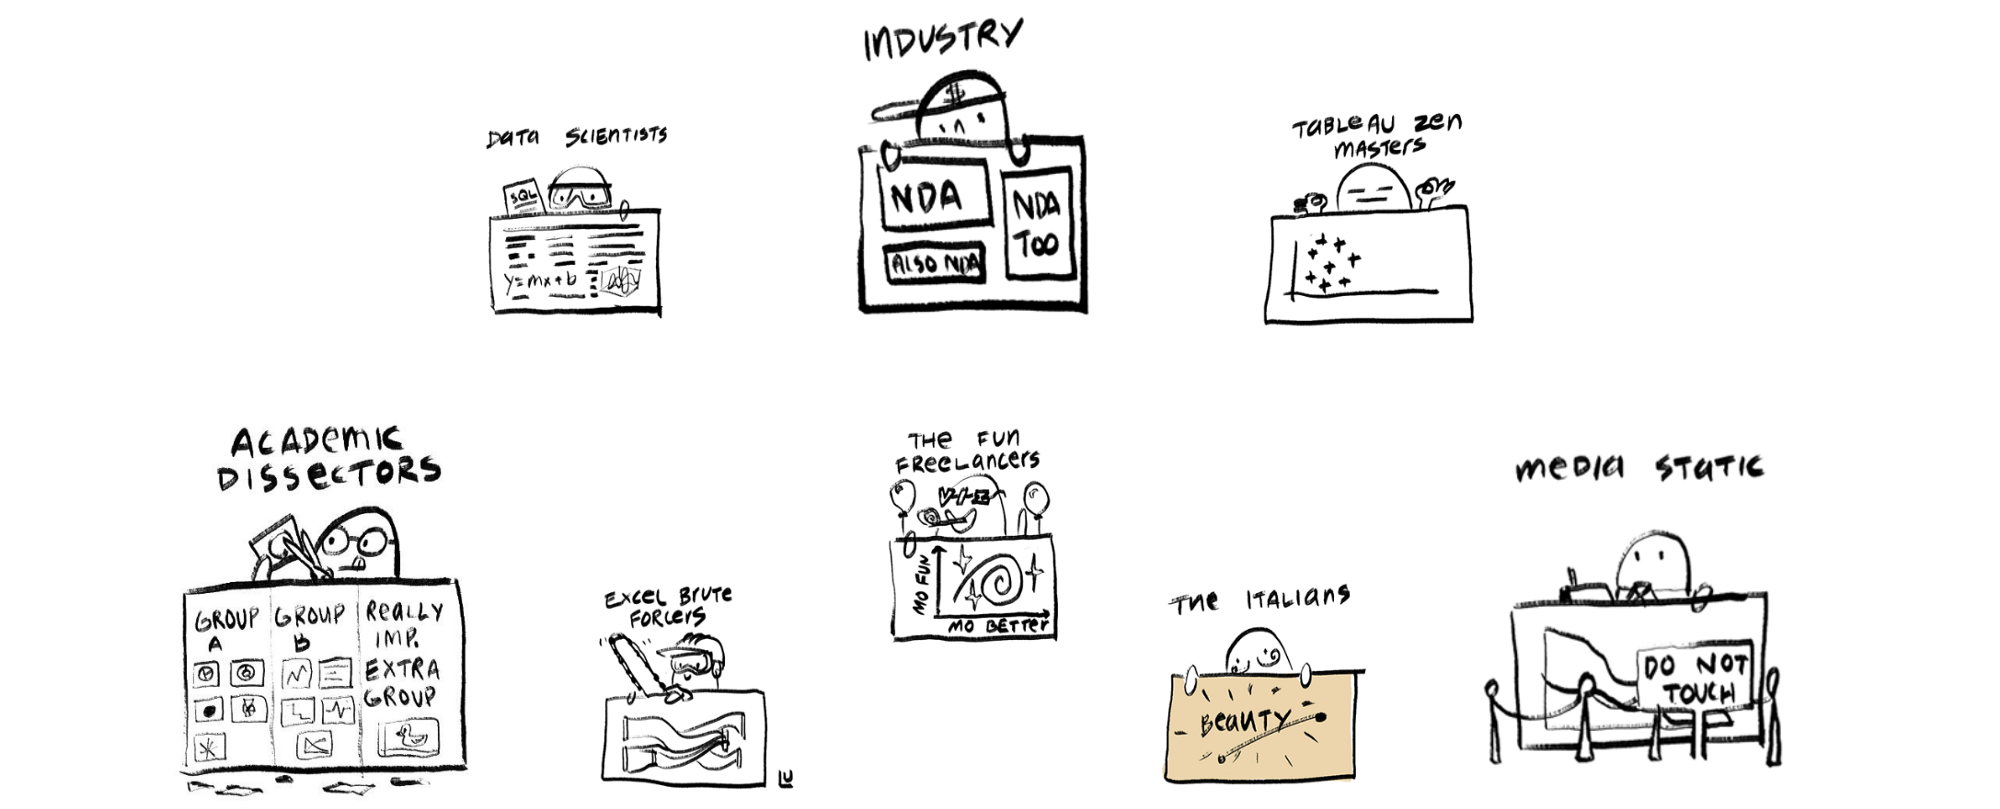 INDUSTRY
$
NDA
NDA
TOO
ALSO NDA
DATA SCIENTISTS
SQL
y=mx+b
TABLEAU ZEN
MASTERS
ACADEMIC
DISSECTORS
GROUP
A
GROUP
B
REALLY
IMP.
EXTRA
GROUP
EXCEL BRUTE
FORCERS
THE FUN
FREELANCERS
MO FUN
MO BETTER
THE ITALIANS
BEAUTY
MEDIA STATIC
DO NOT
TOUCH